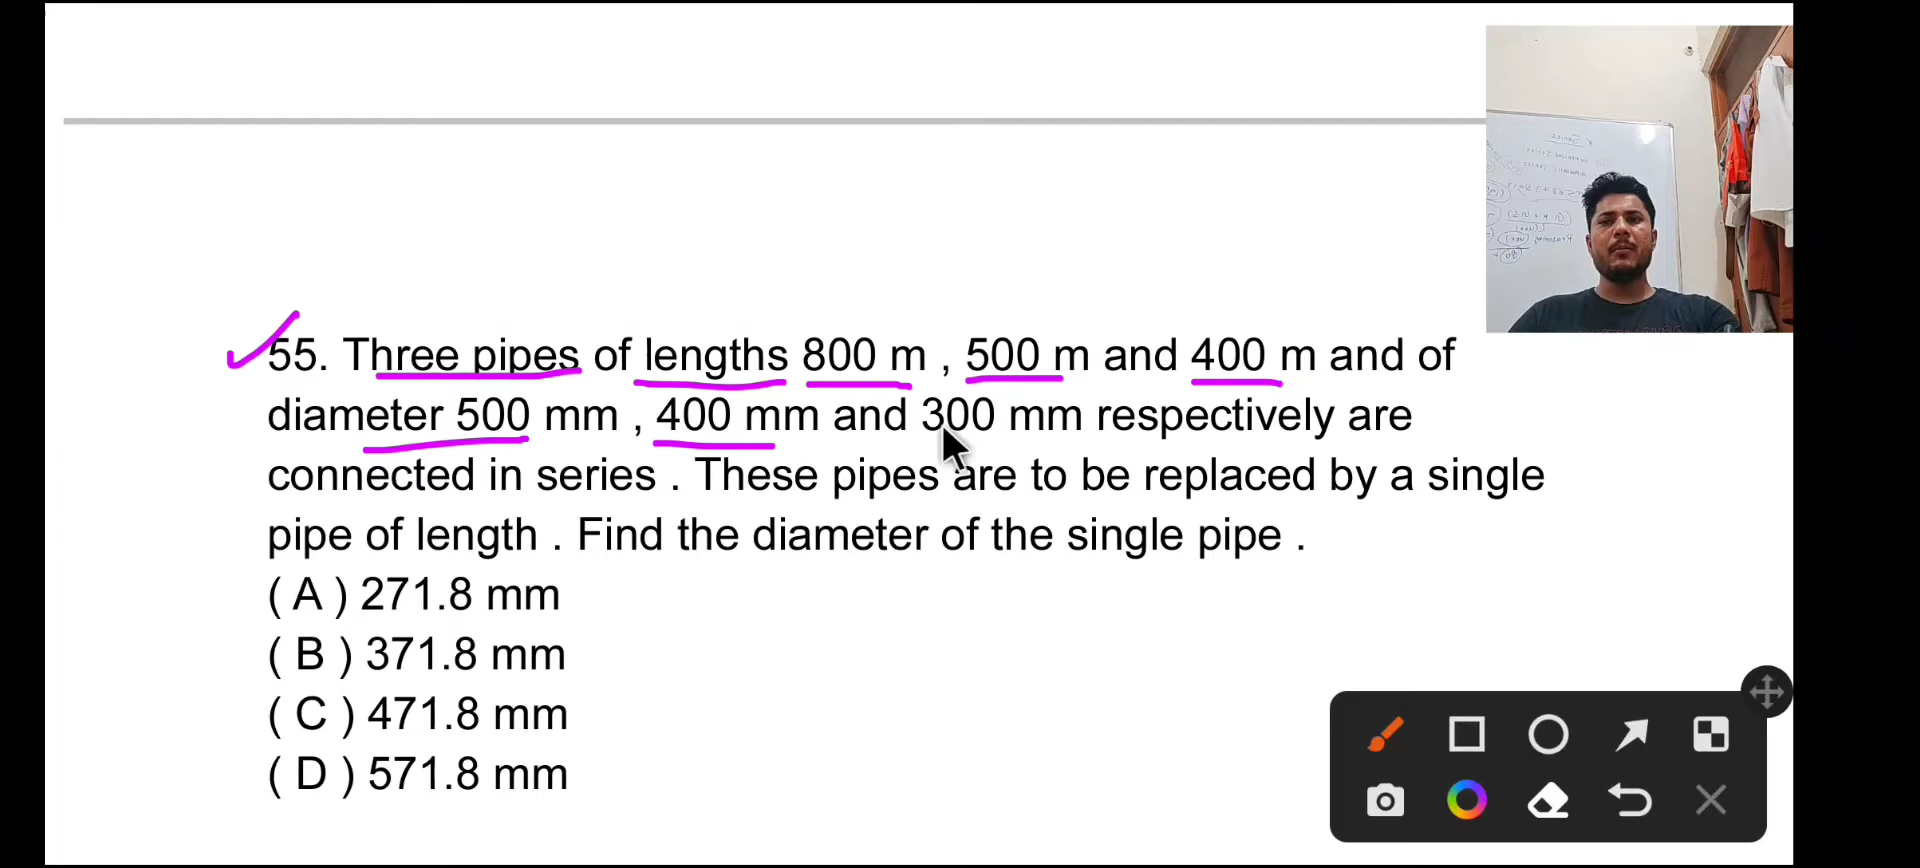 55. Three pipes of lengths 800 m , 500 m and 400 m and of
diameter 500 mm , 400 mm and 300 mm respectively are
connected in series . These pipes are to be replaced by a single
pipe of length . Find the diameter of the single pipe .
( A ) 271.8 mm
( B ) 371.8 mm
( C ) 471.8 mm
( D ) 571.8 mm